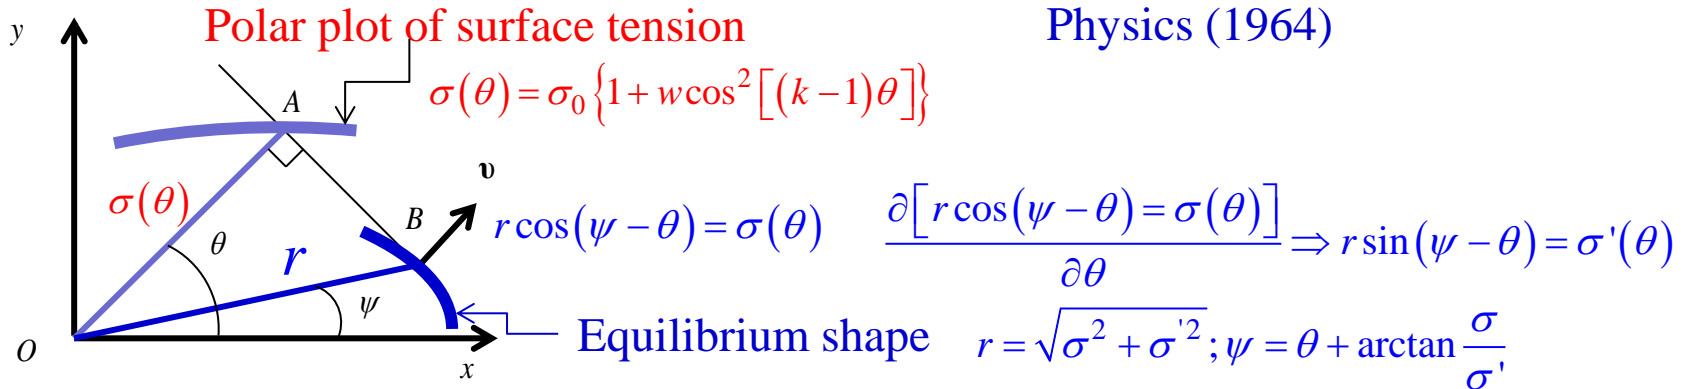 Polar plot of surface tension
Physics (1964)
y
σ(θ) = σ₀{1 + w cos²[(k − 1)θ]}
A
υ
σ(θ)
B
r cos(ψ − θ) = σ(θ)
∂[r cos(ψ − θ) = σ(θ)] / ∂θ ⇒ r sin(ψ − θ) = σ'(θ)
θ
r
ψ
Equilibrium shape
r = √(σ² + σ'²); ψ = θ + arctan σ/σ'
O
x